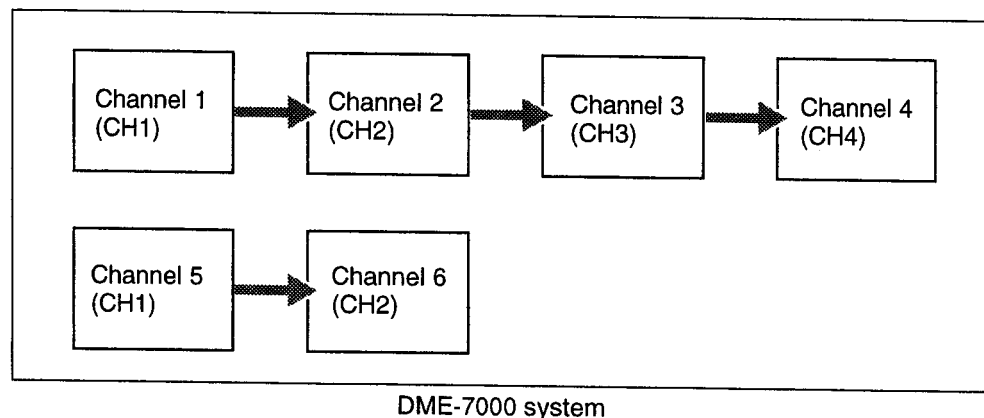 Channel 1
(CH1)
Channel 2
(CH2)
Channel 3
(CH3)
Channel 4
(CH4)
Channel 5
(CH1)
Channel 6
(CH2)
DME-7000 system